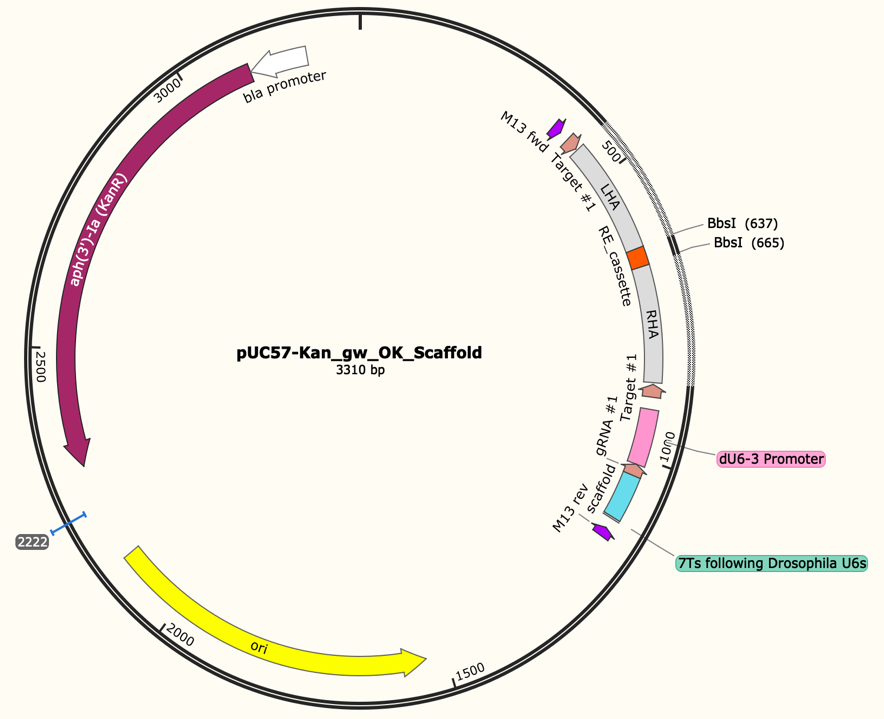 bla promoter
3000
M13 fwd
500
Target #1
LHA
BbsI (637)
BbsI (665)
aph(3')-Ia (KanR)
RE_cassette
RHA
pUC57-Kan_gw_OK_Scaffold
3310 bp
2500
Target #1
gRNA #1
1000
dU6-3 Promoter
scaffold
M13 rev
2222
7Ts following Drosophila U6s
2000
ori
1500